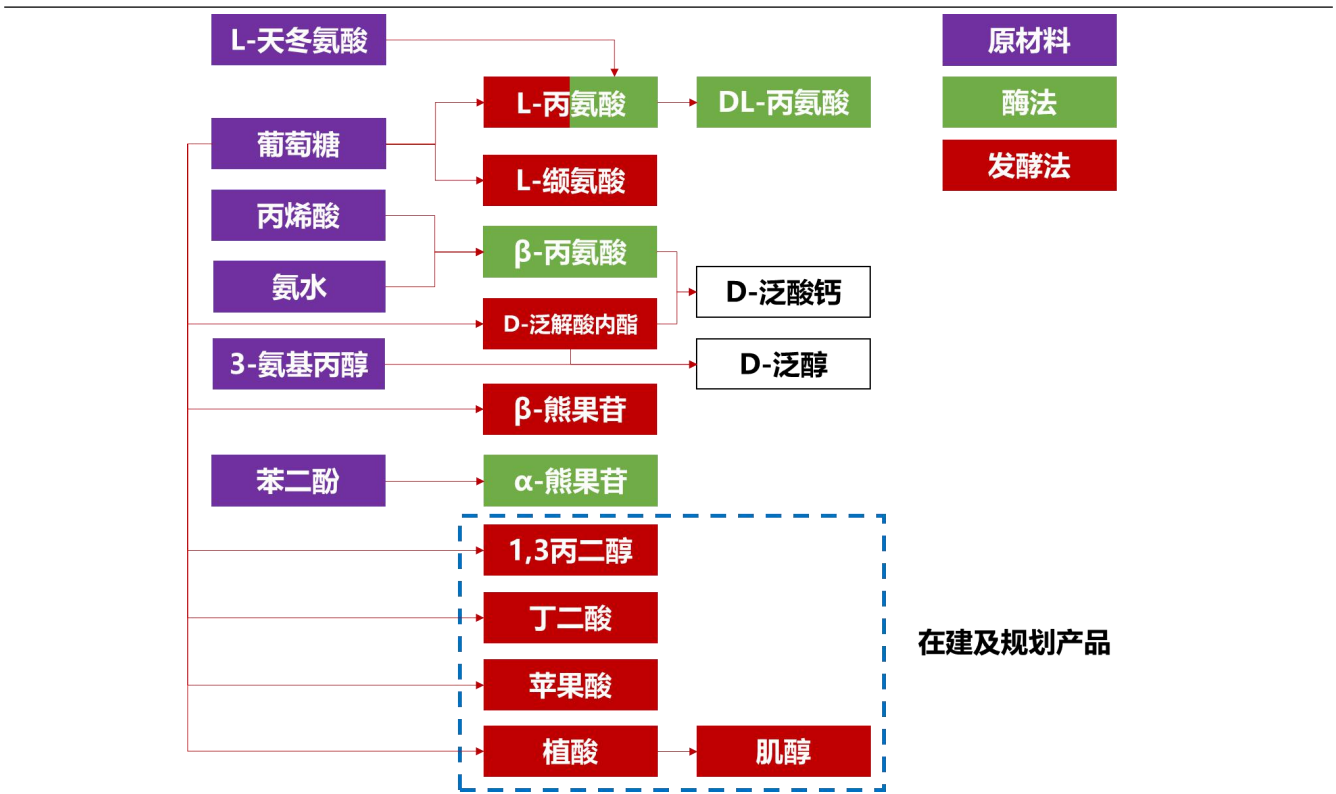 L-天冬氨酸
原材料
L-丙氨酸
DL-丙氨酸
酶法
葡萄糖
L-缬氨酸
发酵法
丙烯酸
β-丙氨酸
氨水
D-泛酸钙
D-泛解酸内酯
3-氨基丙醇
D-泛醇
β-熊果苷
苯二酚
α-熊果苷
1,3丙二醇
丁二酸
在建及规划产品
苹果酸
植酸
肌醇